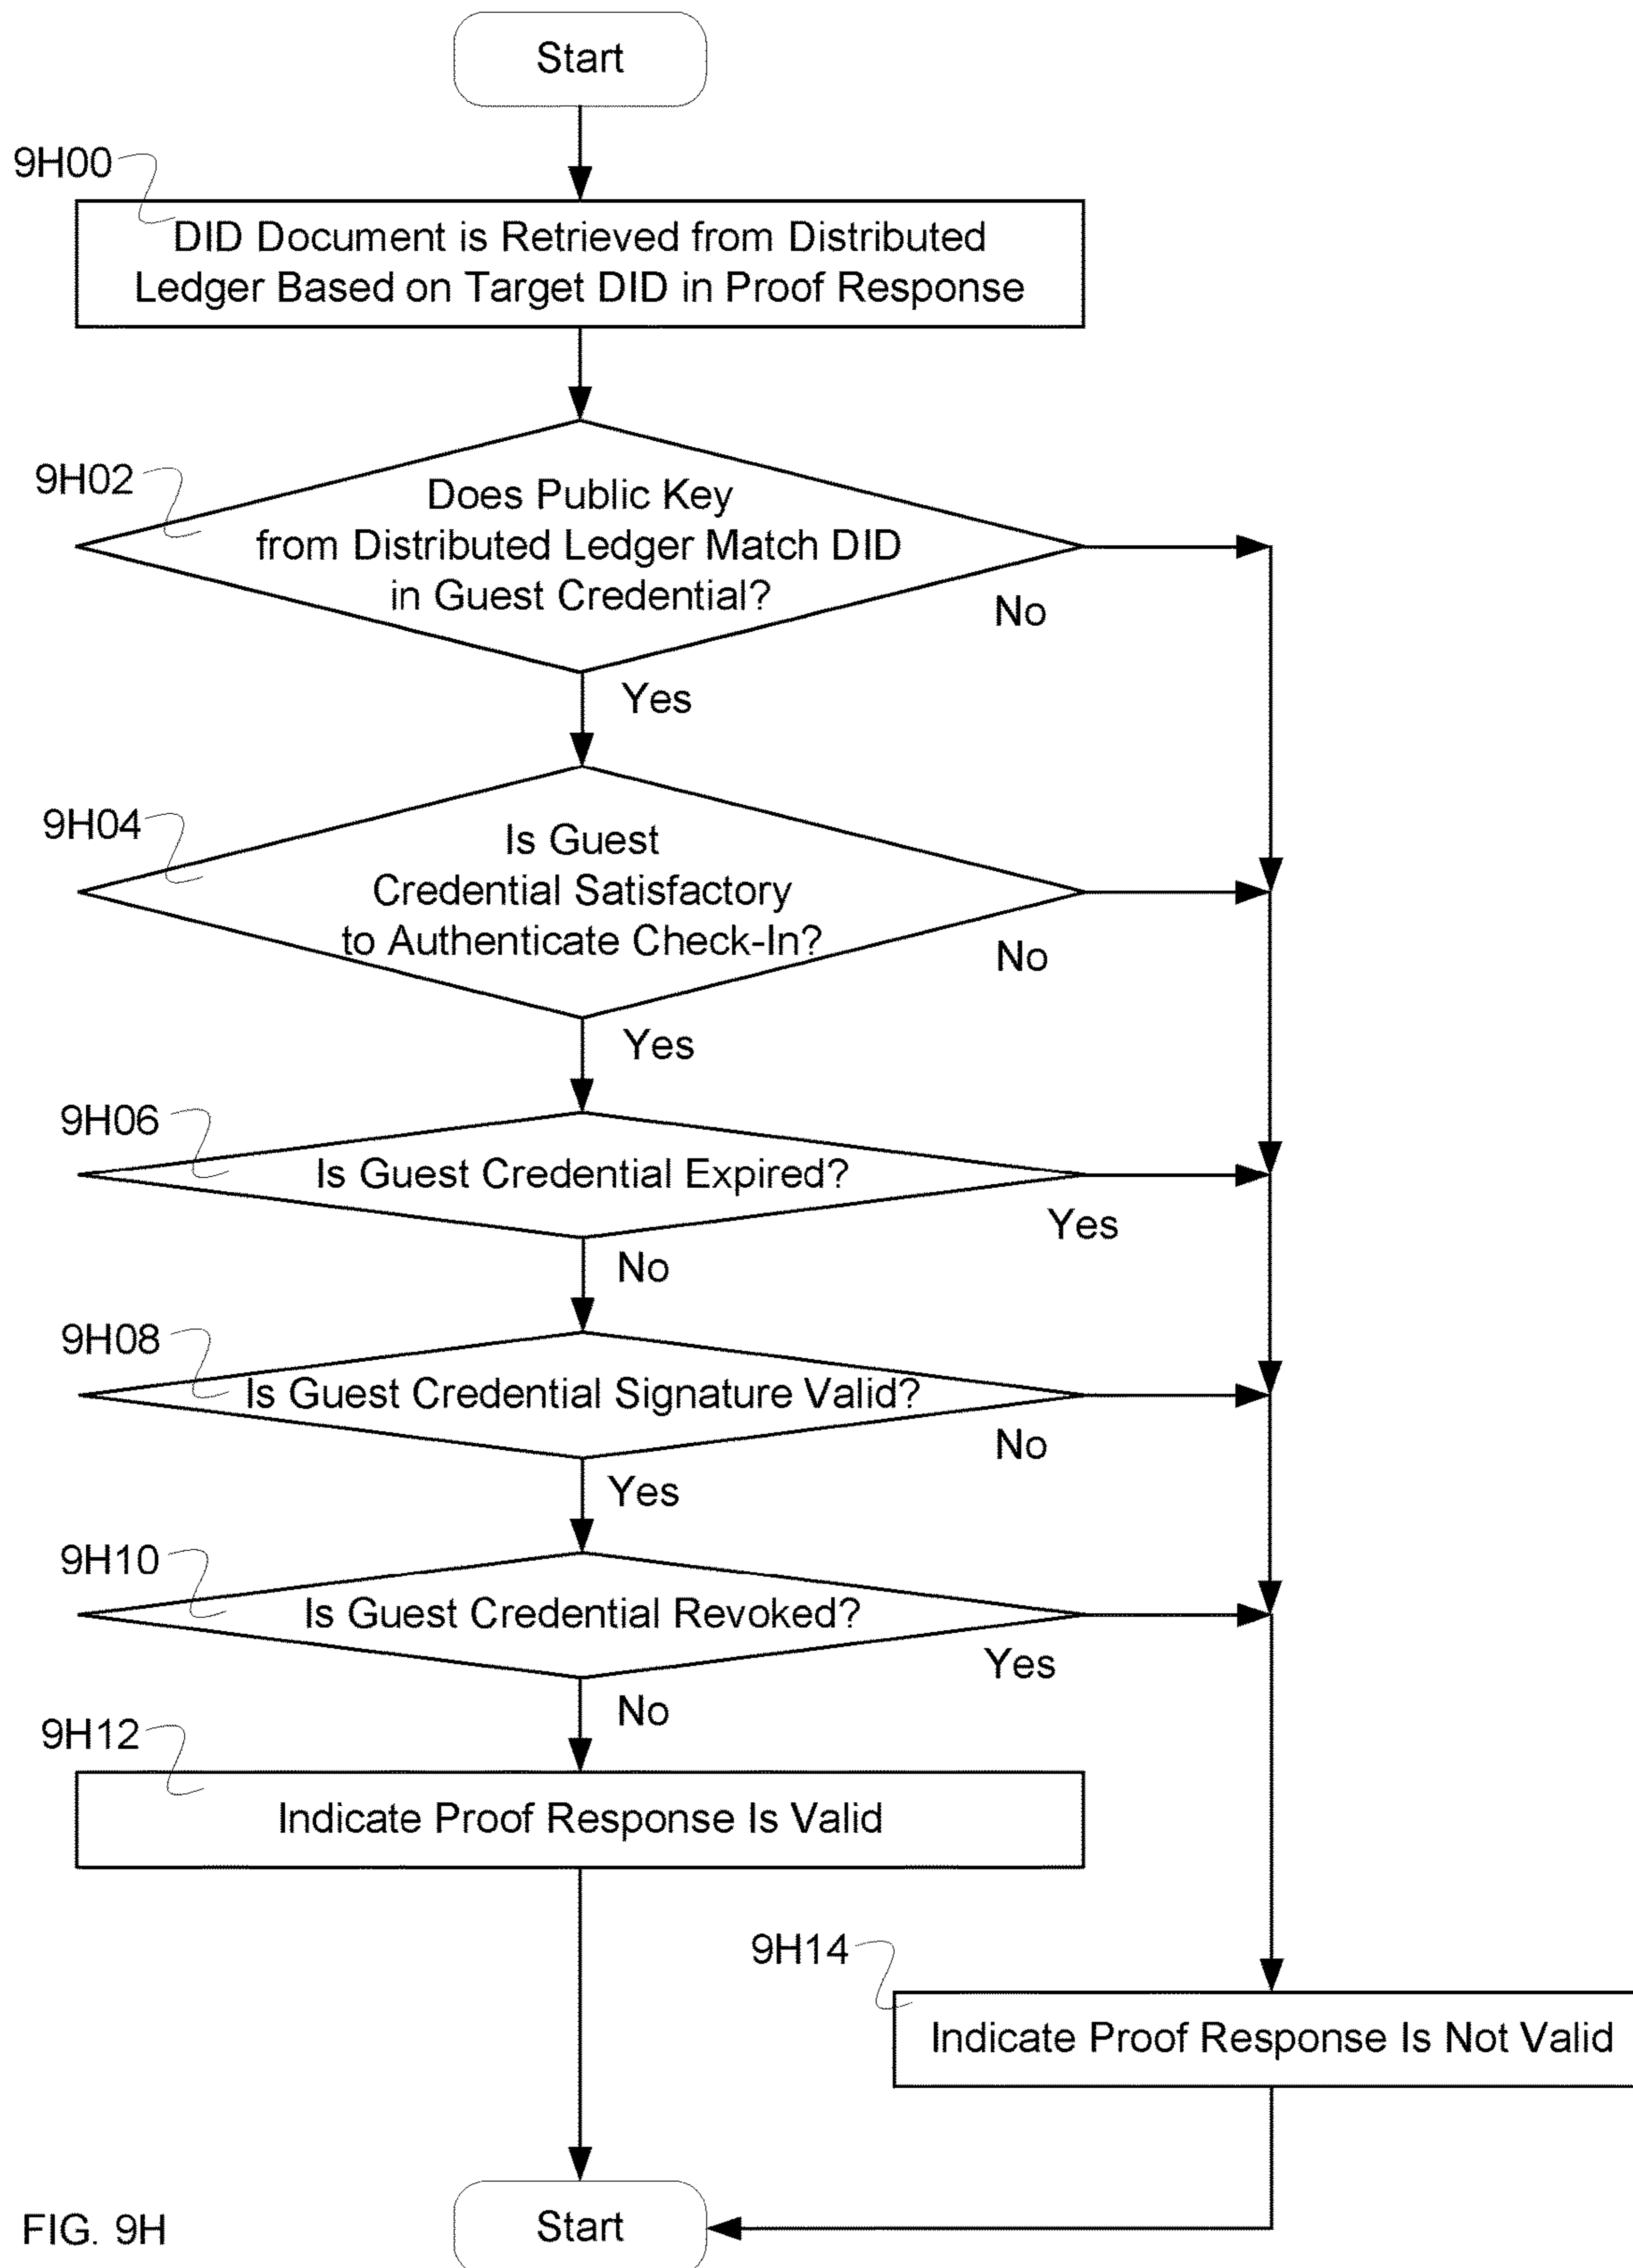 Start
9H00
DID Document is Retrieved from Distributed
Ledger Based on Target DID in Proof Response
9H02
Does Public Key
from Distributed Ledger Match DID
in Guest Credential?
No
Yes
9H04
Is Guest
Credential Satisfactory
to Authenticate Check-In?
No
Yes
9H06
Is Guest Credential Expired?
Yes
No
9H08
Is Guest Credential Signature Valid?
No
Yes
9H10
Is Guest Credential Revoked?
Yes
No
9H12
Indicate Proof Response Is Valid
9H14
Indicate Proof Response Is Not Valid
Start
FIG. 9H